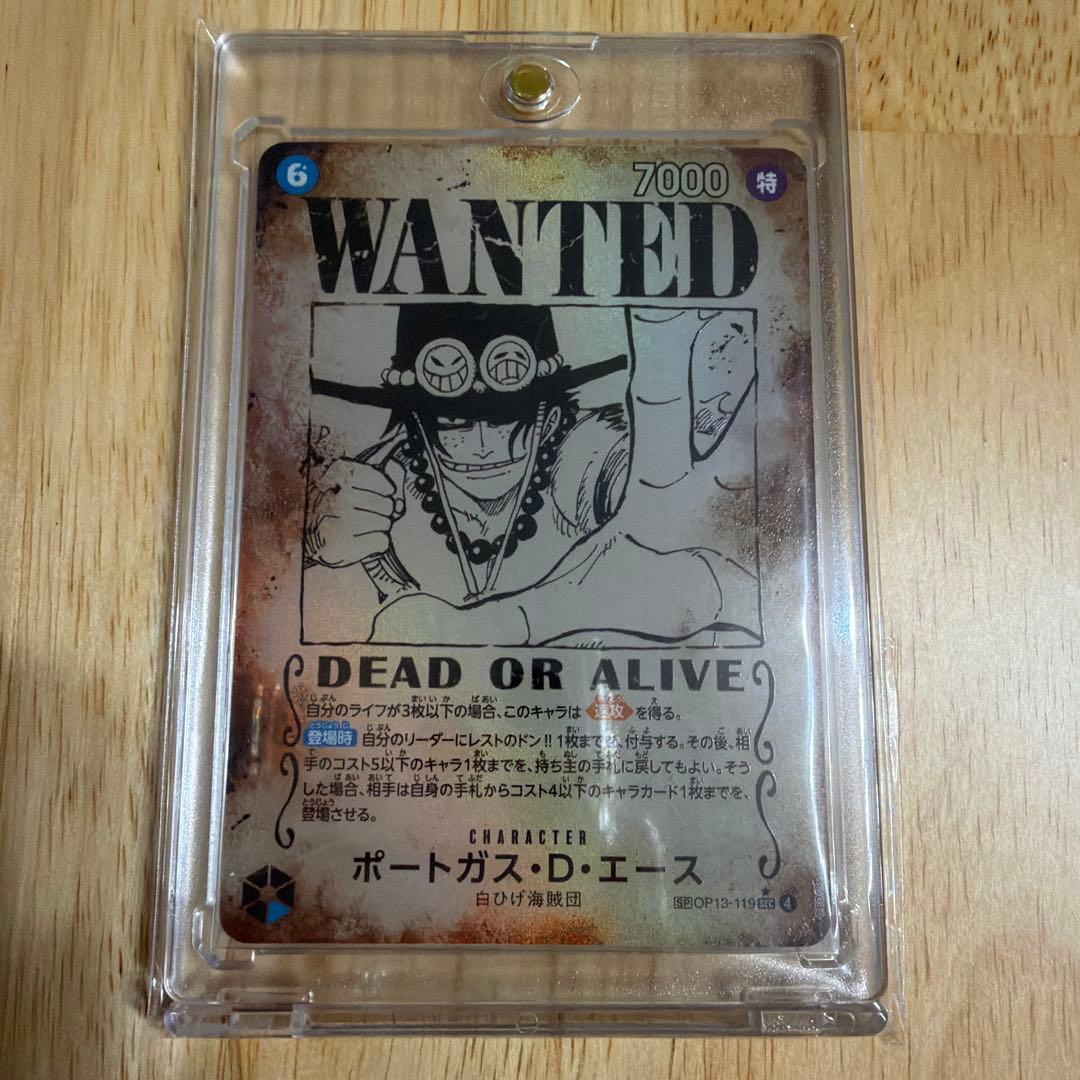 6 7000 特
WANTED
DEAD OR ALIVE
自分のライフが3枚以下の場合、このキャラは 速攻 を得る。
登場時 自分のリーダーにレストのドン!!1枚までを、付与する。その後、相
手のコスト5以下のキャラ1枚までを、持ち主の手札に戻してもよい。そう
した場合、相手は自身の手札からコスト4以下のキャラカード1枚までを、
登場させる。
CHARACTER
ポートガス・D・エース
白ひげ海賊団
SP OP13-119 SEC 4